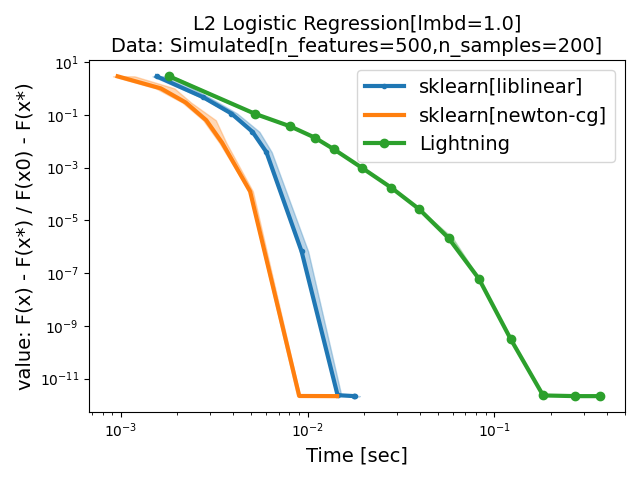 L2 Logistic Regression[lmbd=1.0]
Data: Simulated[n_features=500,n_samples=200]
value: F(x) - F(x*) / F(x0) - F(x*)
10¹
10⁻¹
10⁻³
10⁻⁵
10⁻⁷
10⁻⁹
10⁻¹¹
sklearn[liblinear]
sklearn[newton-cg]
Lightning
10⁻³
10⁻²
10⁻¹
Time [sec]